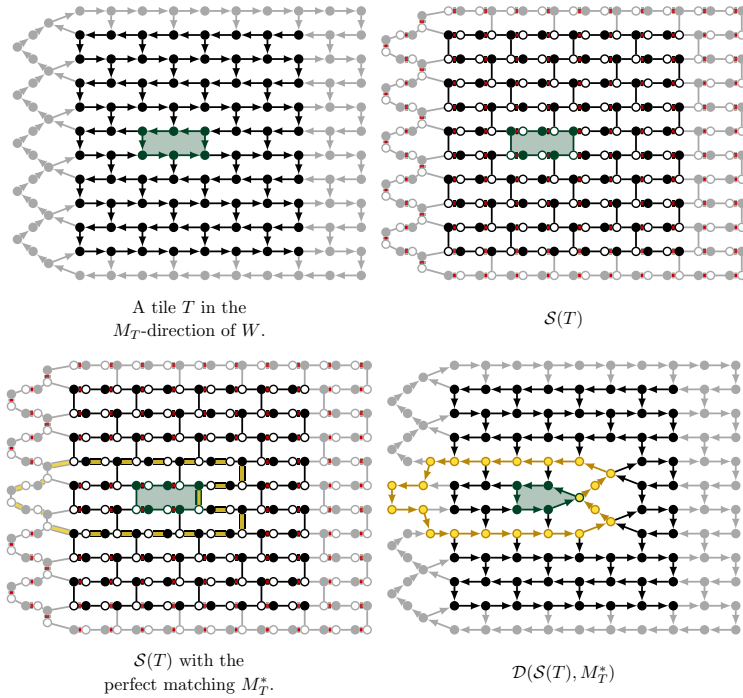 A tile T in the
M_T-direction of W.
𝒮(T)
𝒮(T) with the
perfect matching M_T^*.
𝒟(𝒮(T), M_T^*)